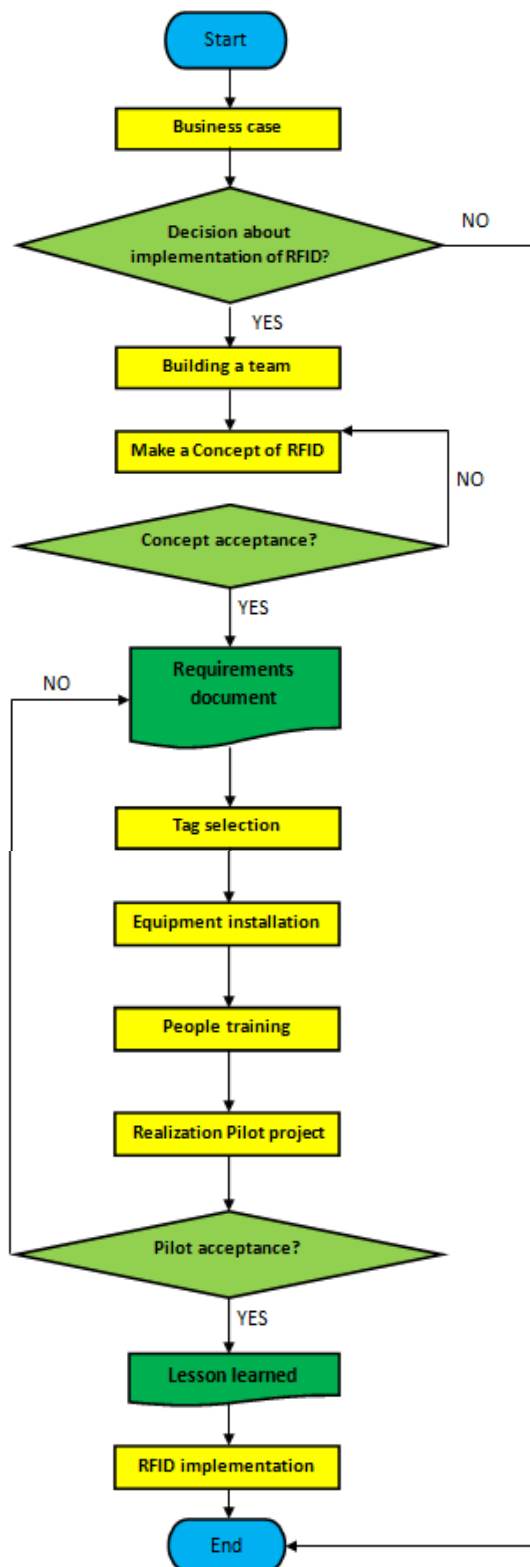 Start
Business case
Decision about
implementation of RFID?
NO
YES
Building a team
Make a Concept of RFID
NO
Concept acceptance?
YES
Requirements
document
NO
Tag selection
Equipment installation
People training
Realization Pilot project
Pilot acceptance?
YES
Lesson learned
RFID implementation
End